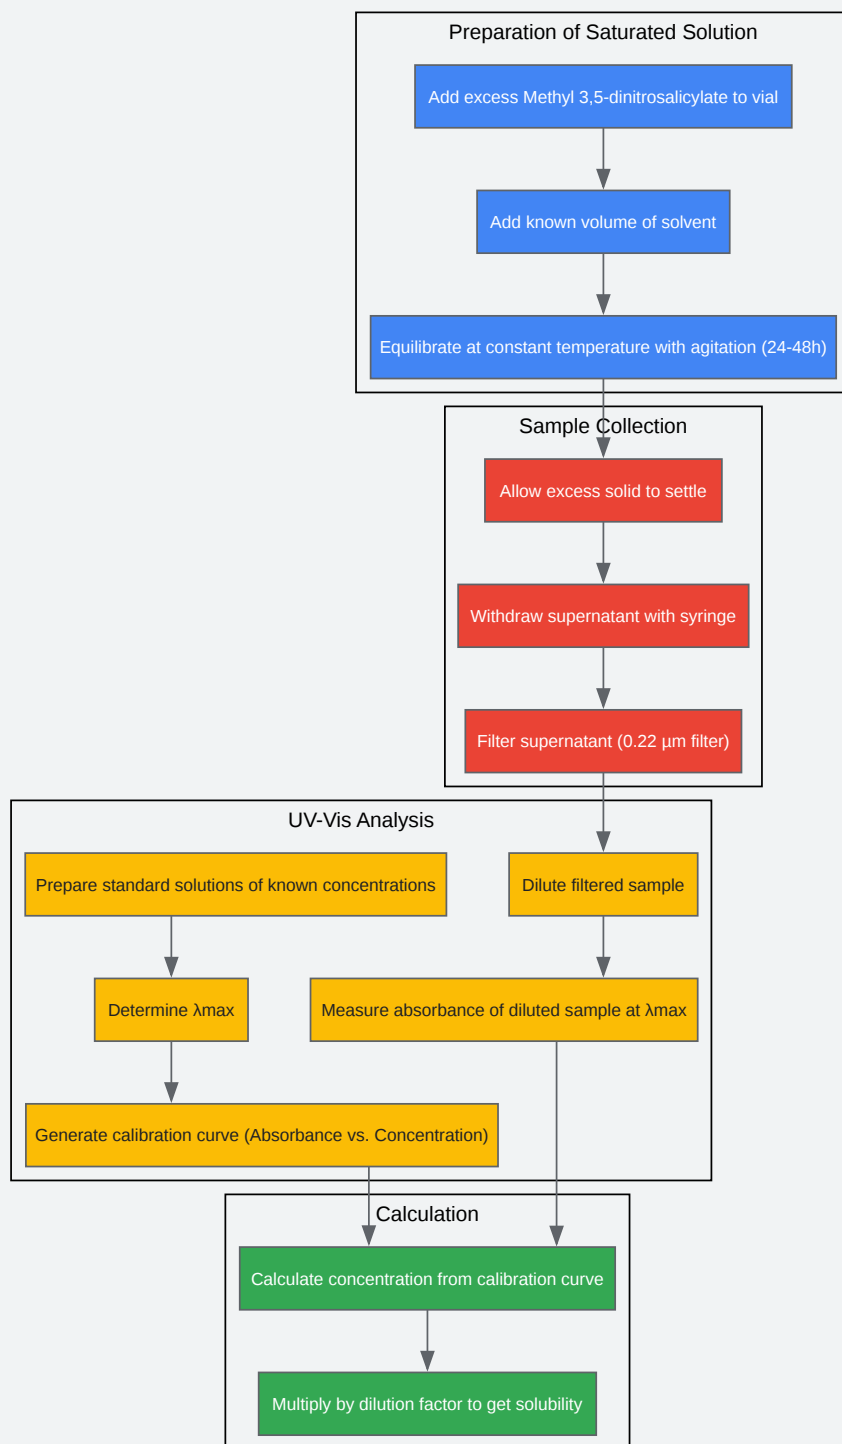 Preparation of Saturated Solution
Add excess Methyl 3,5-dinitrosalicylate to vial
Add known volume of solvent
Equilibrate at constant temperature with agitation (24-48h)
Sample Collection
Allow excess solid to settle
Withdraw supernatant with syringe
Filter supernatant (0.22 µm filter)
UV-Vis Analysis
Prepare standard solutions of known concentrations
Dilute filtered sample
Determine λmax
Measure absorbance of diluted sample at λmax
Generate calibration curve (Absorbance vs. Concentration)
Calculation
Calculate concentration from calibration curve
Multiply by dilution factor to get solubility